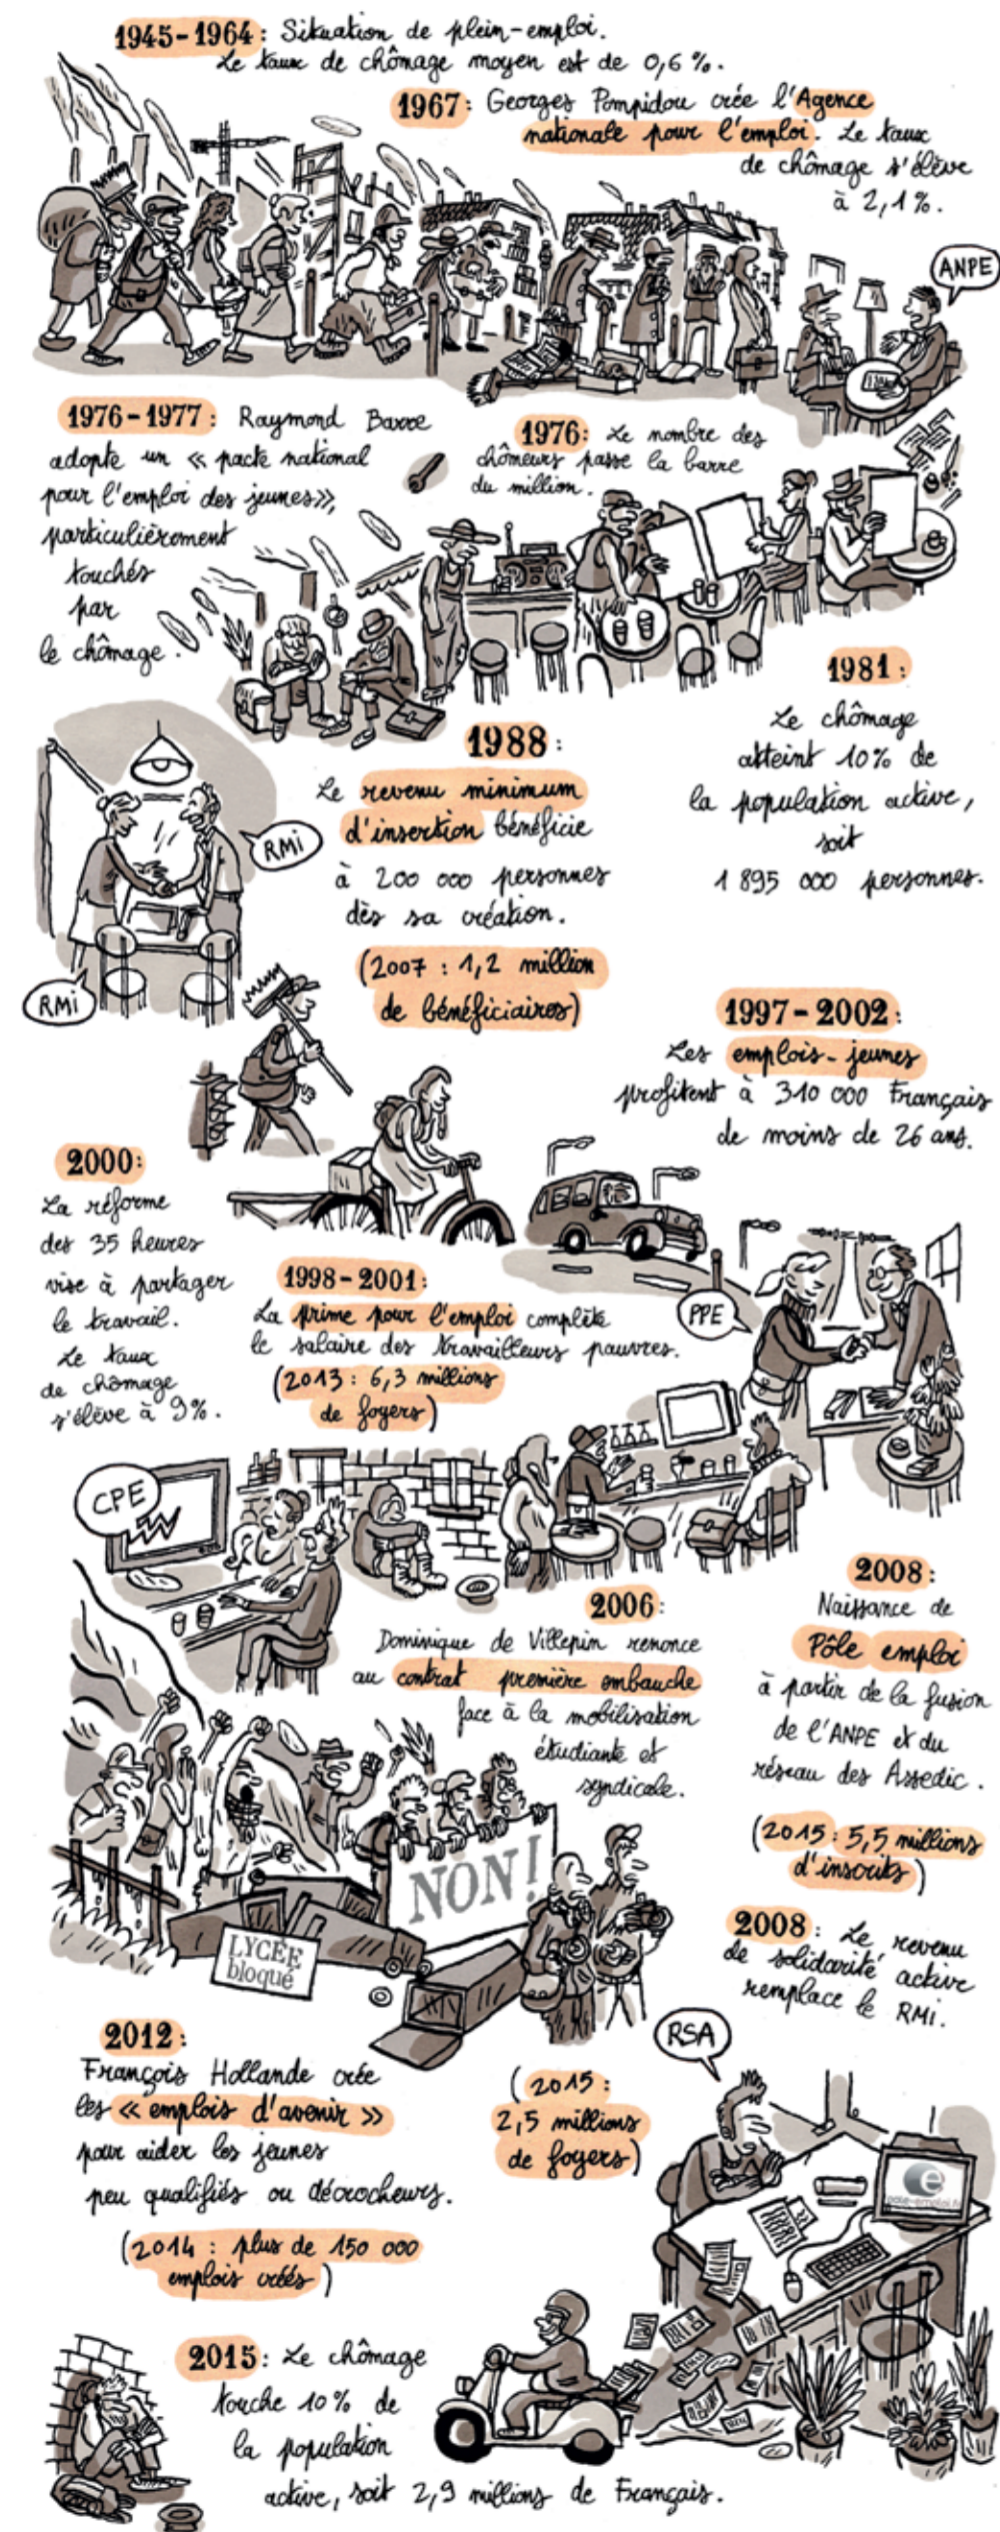 1945-1964 : Situation de plein-emploi.
Le taux de chômage moyen est de 0,6 %.
1967: Georges Pompidou crée l'Agence
nationale pour l'emploi. Le taux
de chômage s'élève
à 2,1 %.
ANPE
1976-1977 : Raymond Barre
adopte un « pacte national
pour l'emploi des jeunes»,
particulièrement
touchés
par
le chômage.
1976: Le nombre des
chômeurs passe la barre
du million.
1981 :
Le chômage
atteint 10% de
la population active,
soit
1 895 000 personnes.
1988 :
Le revenu minimum
d'insertion bénéficie
à 200 000 personnes
dès sa création.
(2007 : 1,2 million
de bénéficiaires)
RMi
RMi
1997-2002 :
Les emplois-jeunes
profitent à 310 000 Français
de moins de 26 ans.
2000:
La réforme
des 35 heures
vise à partager
le travail.
Le taux
de chômage
s'élève à 9%.
1998-2001:
La prime pour l'emploi complète
le salaire des travailleurs pauvres.
(2013 : 6,3 millions
de foyers)
PPE
CPE
2006:
Dominique de Villepin renonce
au contrat première embauche
face à la mobilisation
étudiante et
syndicale.
2008:
Naissance de
Pôle emploi
à partir de la fusion
de l'ANPE et du
réseau des Assedic.
(2015 : 5,5 millions
d'inscrits)
NON!
LYCÉE
bloqué
2008 : Le revenu
de solidarité active
remplace le RMi.
(2015 :
2,5 millions
de foyers)
RSA
2012 :
François Hollande crée
les « emplois d'avenir »
pour aider les jeunes
peu qualifiés ou décrocheurs.
(2014 : plus de 150 000
emplois créés)
e
pole-emploi.fr
2015 : Le chômage
touche 10 % de
la population
active, soit 2,9 millions de Français.